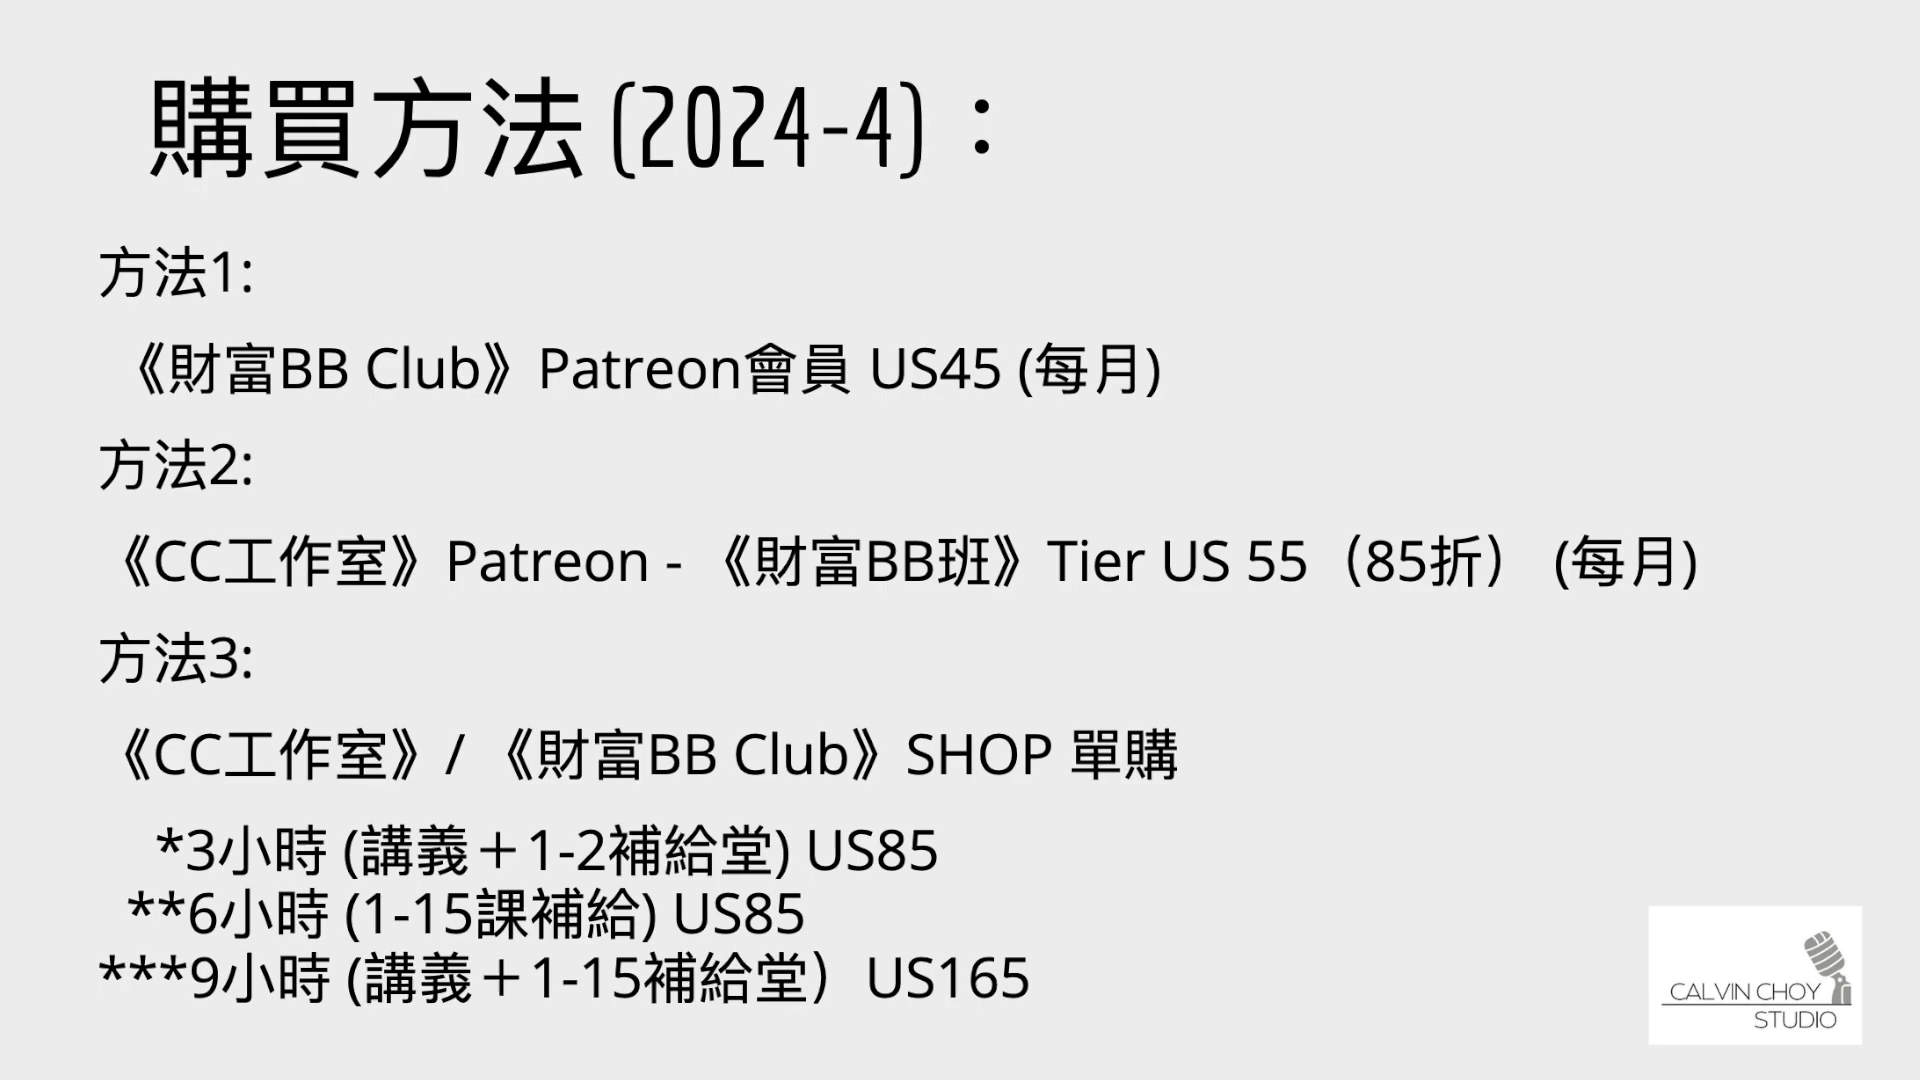 購買方法 (2024-4)：
方法1:
《財富BB Club》Patreon會員 US45 (每月)
方法2:
《CC工作室》Patreon - 《財富BB班》Tier US 55（85折） (每月)
方法3:
《CC工作室》/ 《財富BB Club》SHOP 單購
*3小時 (講義＋1-2補給堂) US85
**6小時 (1-15課補給) US85
***9小時 (講義＋1-15補給堂）US165
CALVIN CHOY
STUDIO